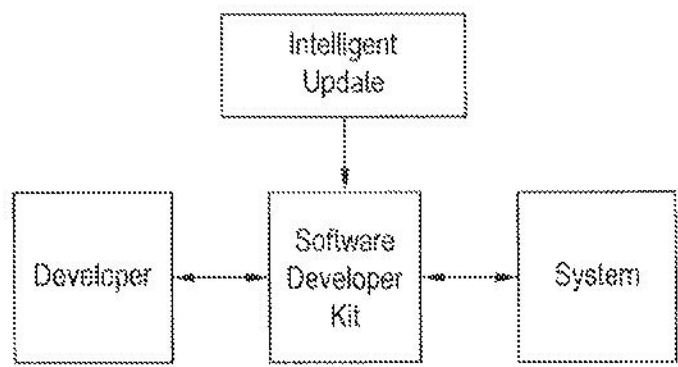 Intelligent
Update
Developer
Software
Developer
Kit
System